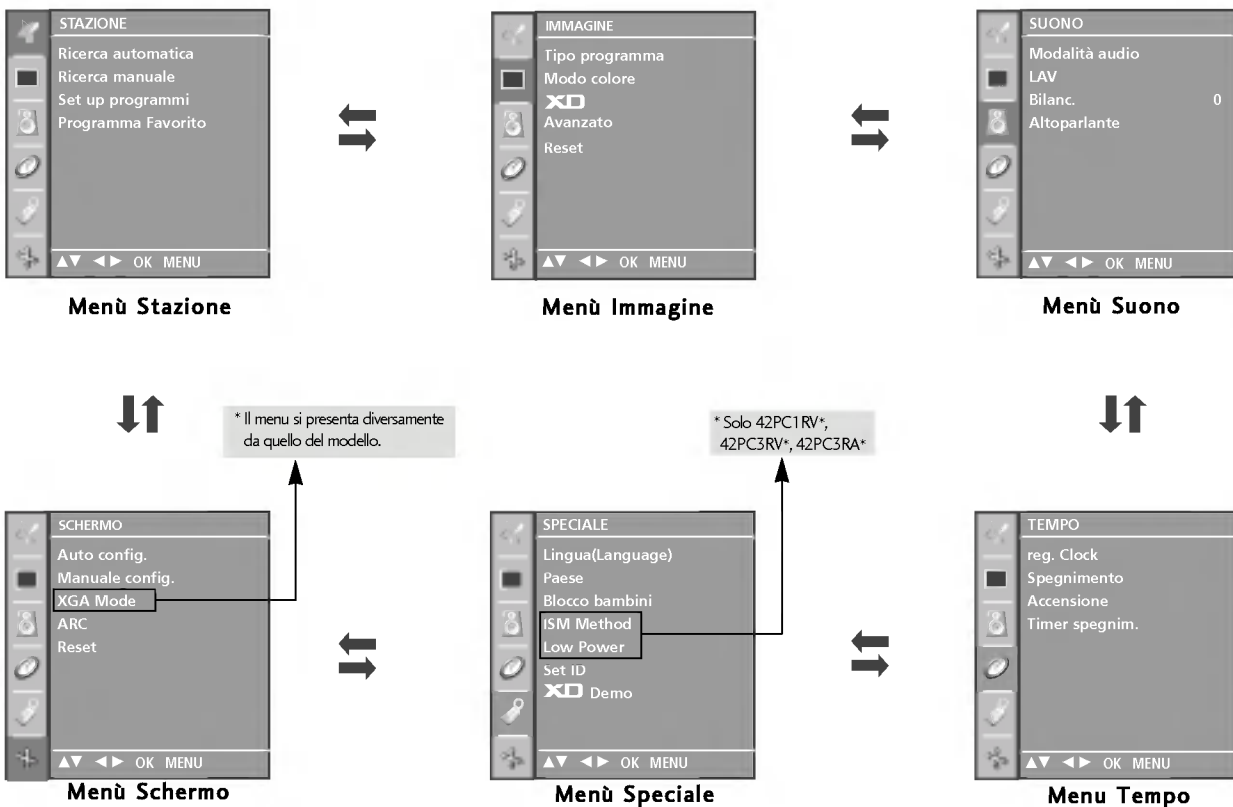 STAZIONE
Ricerca automatica
Ricerca manuale
Set up programmi
Programma Favorito
▲▼ ◄► OK MENU
Menù Stazione
IMMAGINE
Tipo programma
Modo colore
XD
Avanzato
Reset
▲▼ ◄► OK MENU
Menù Immagine
SUONO
Modalità audio
LAV
Bilanc. 0
Altoparlante
▲▼ ◄► OK MENU
Menù Suono
* Il menu si presenta diversamente
da quello del modello.
* Solo 42PC1RV*,
42PC3RV*, 42PC3RA*
SCHERMO
Auto config.
Manuale config.
XGA Mode
ARC
Reset
▲▼ ◄► OK MENU
Menù Schermo
SPECIALE
Lingua(Language)
Paese
Blocco bambini
ISM Method
Low Power
Set ID
XD Demo
▲▼ ◄► OK MENU
Menù Speciale
TEMPO
reg. Clock
Spegnimento
Accensione
Timer spegnim.
▲▼ ◄► OK MENU
Menu Tempo